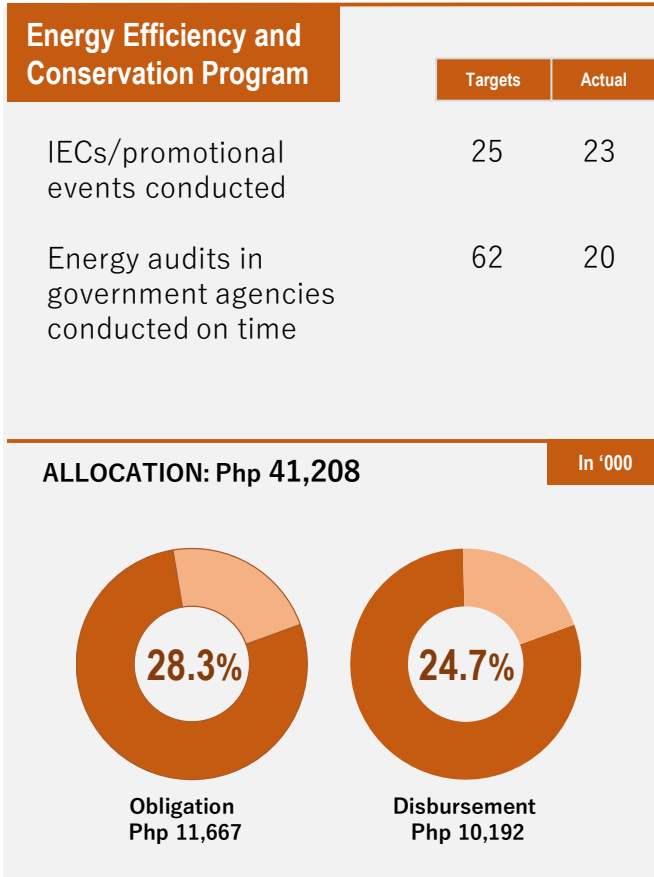 Energy Efficiency and
Conservation Program
Targets Actual
IECs/promotional 25 23
events conducted
Energy audits in 62 20
government agencies
conducted on time
ALLOCATION: Php 41,208
In ‘000
28.3% 24.7%
Obligation Disbursement
Php 11,667 Php 10,192